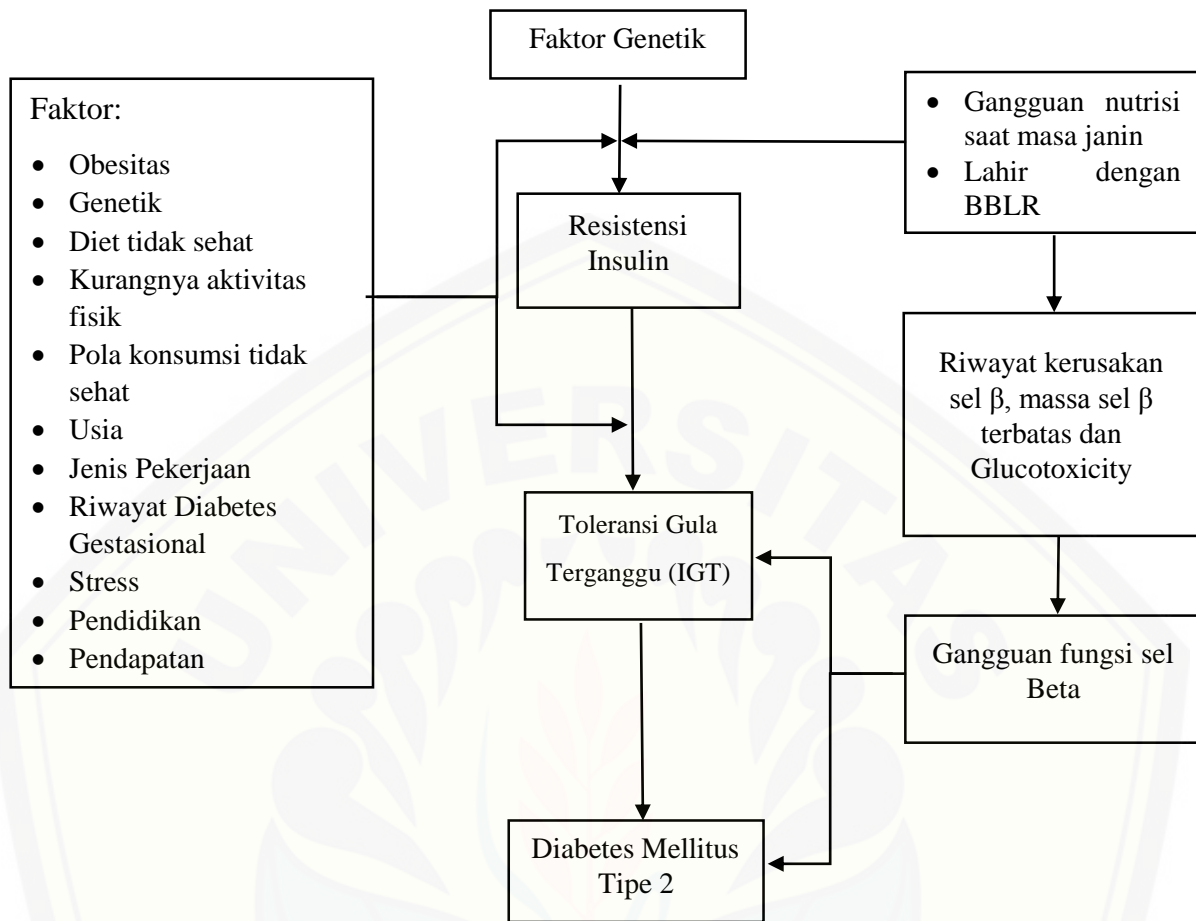 Faktor Genetik
Faktor:
• Obesitas
• Genetik
• Diet tidak sehat
• Kurangnya aktivitas
fisik
• Pola konsumsi tidak
sehat
• Usia
• Jenis Pekerjaan
• Riwayat Diabetes
Gestasional
• Stress
• Pendidikan
• Pendapatan
• Gangguan nutrisi
saat masa janin
• Lahir dengan
BBLR
Resistensi
Insulin
Riwayat kerusakan
sel β, massa sel β
terbatas dan
Glucotoxicity
Toleransi Gula
Terganggu (IGT)
Gangguan fungsi sel
Beta
Diabetes Mellitus
Tipe 2
UNIVERSITAS